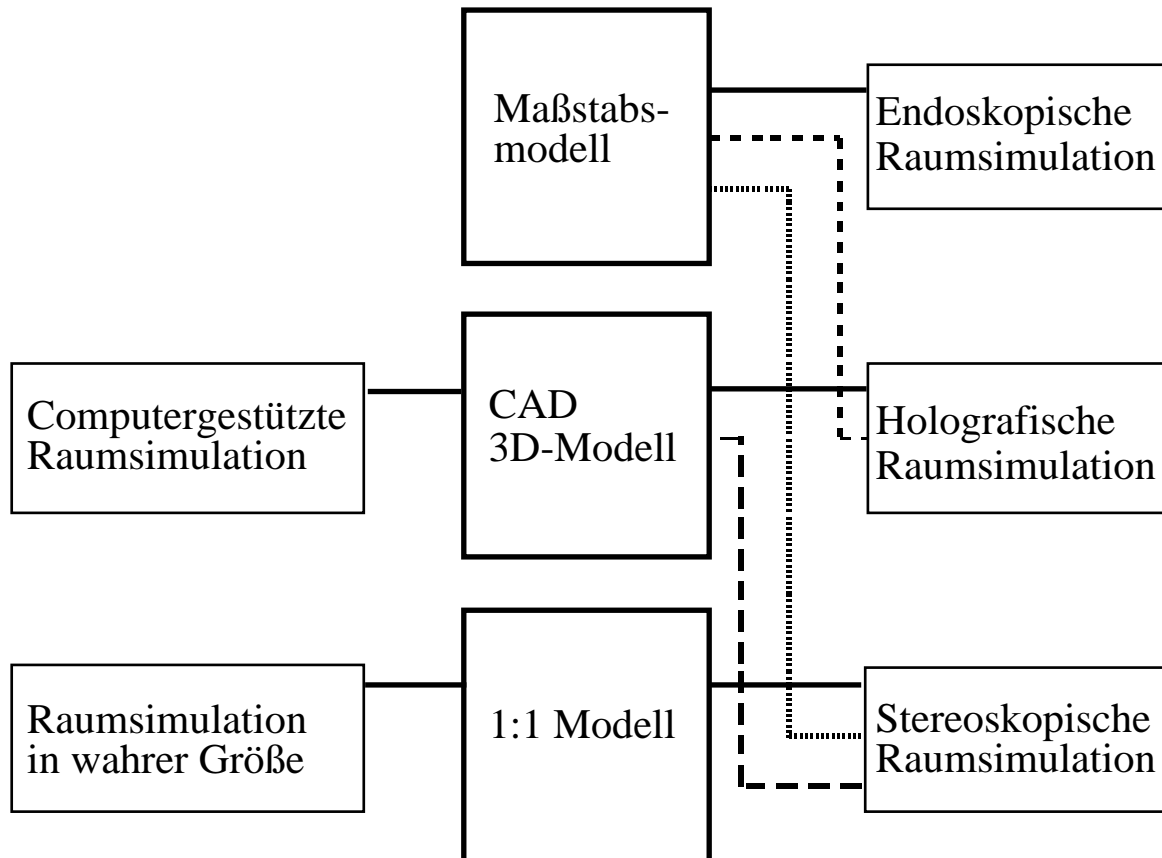 Maßstabs-
modell
Endoskopische
Raumsimulation
Computergestützte
Raumsimulation
CAD
3D-Modell
Holografische
Raumsimulation
Raumsimulation
in wahrer Größe
1:1 Modell
Stereoskopische
Raumsimulation